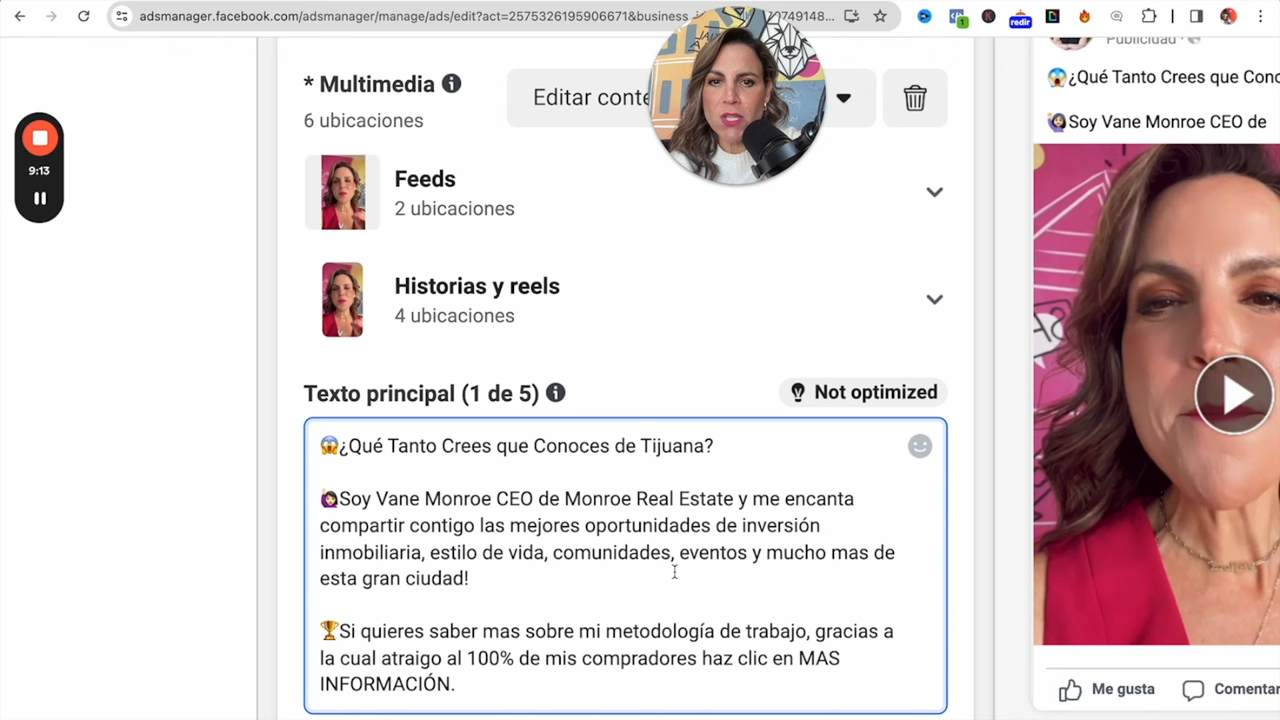 adsmanager.facebook.com/adsmanager/manage/ads/edit?act=2575326195906671&business_i
0749148...
1
K
redir
* Multimedia
6 ubicaciones
Editar conte
Feeds
2 ubicaciones
Historias y reels
4 ubicaciones
Texto principal (1 de 5)
Not optimized
😱¿Qué Tanto Crees que Conoces de Tijuana?
🙋🏻‍♀️Soy Vane Monroe CEO de Monroe Real Estate y me encanta
compartir contigo las mejores oportunidades de inversión
inmobiliaria, estilo de vida, comunidades, eventos y mucho mas de
esta gran ciudad!
🏆Si quieres saber mas sobre mi metodología de trabajo, gracias a
la cual atraigo al 100% de mis compradores haz clic en MAS
INFORMACIÓN.
9:13
Publicidad ·
😱¿Qué Tanto Crees que Cono
🙋🏻‍♀️Soy Vane Monroe CEO de
Me gusta
Comentar